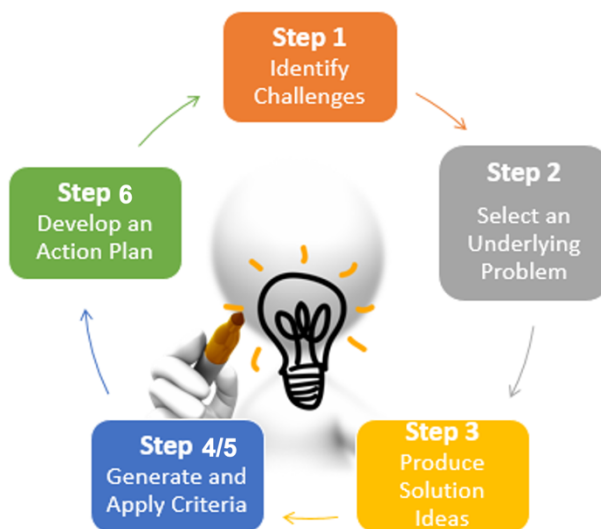 Step 1
Identify
Challenges
Step 2
Select an
Underlying
Problem
Step 3
Produce
Solution
Ideas
Step 4/5
Generate and
Apply Criteria
Step 6
Develop an
Action Plan